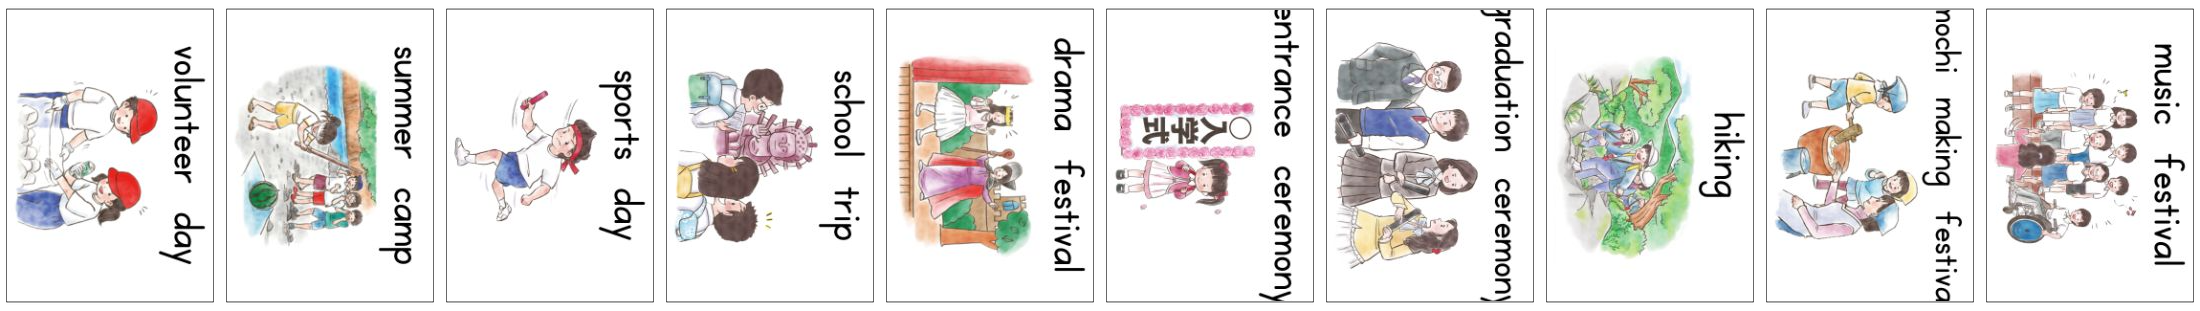 music festival
mochi making festiva
hiking
graduation ceremony
entrance ceremony
入学式
drama festival
school trip
sports day
summer camp
volunteer day